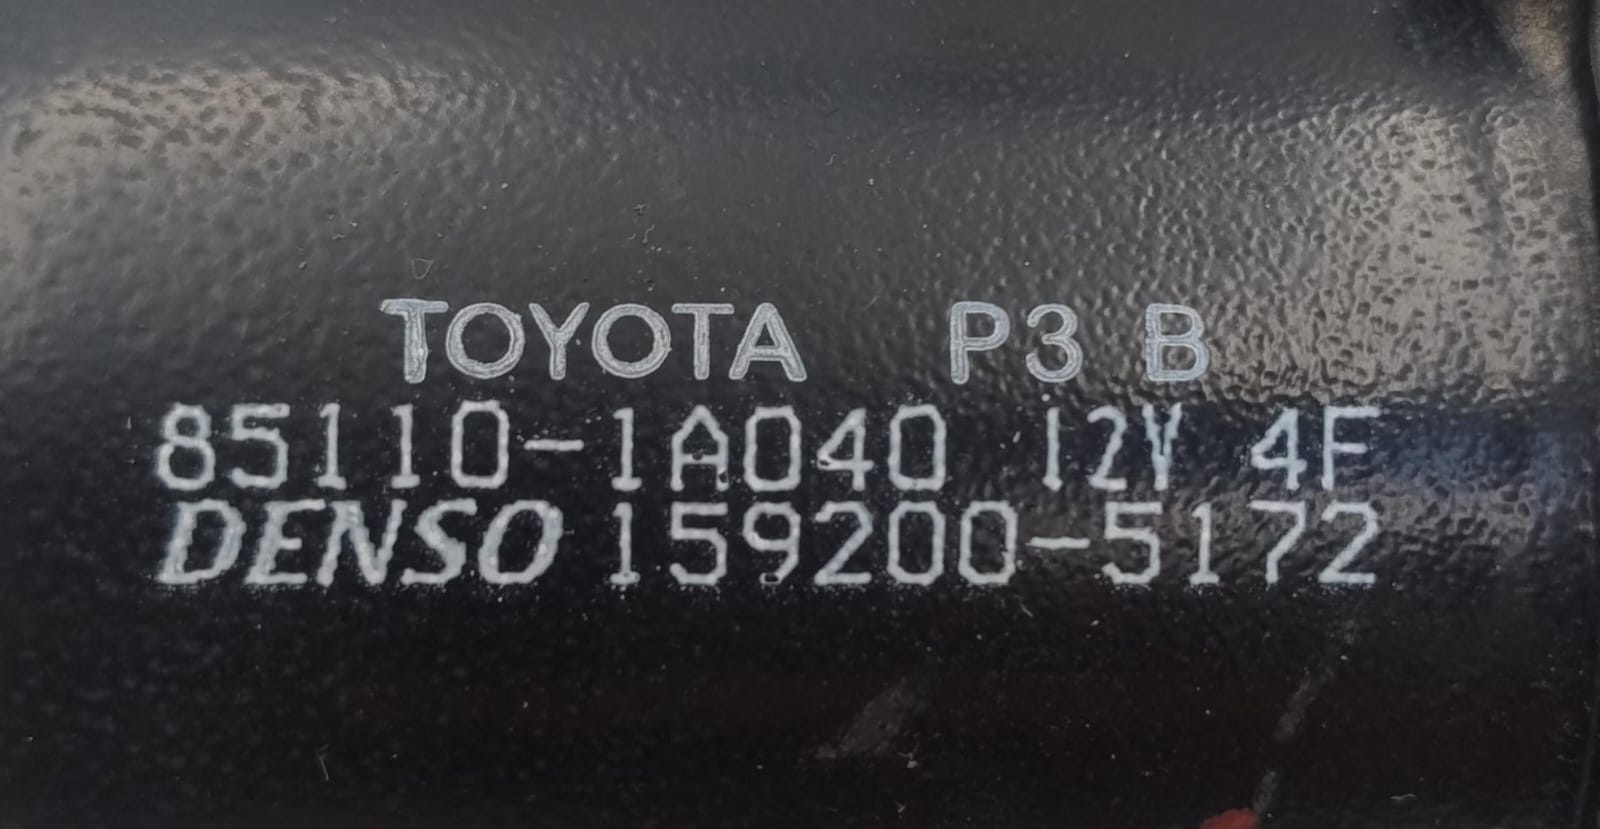 TOYOTA P3 B
85110-1A040 12V 4F
DENSO 159200-5172